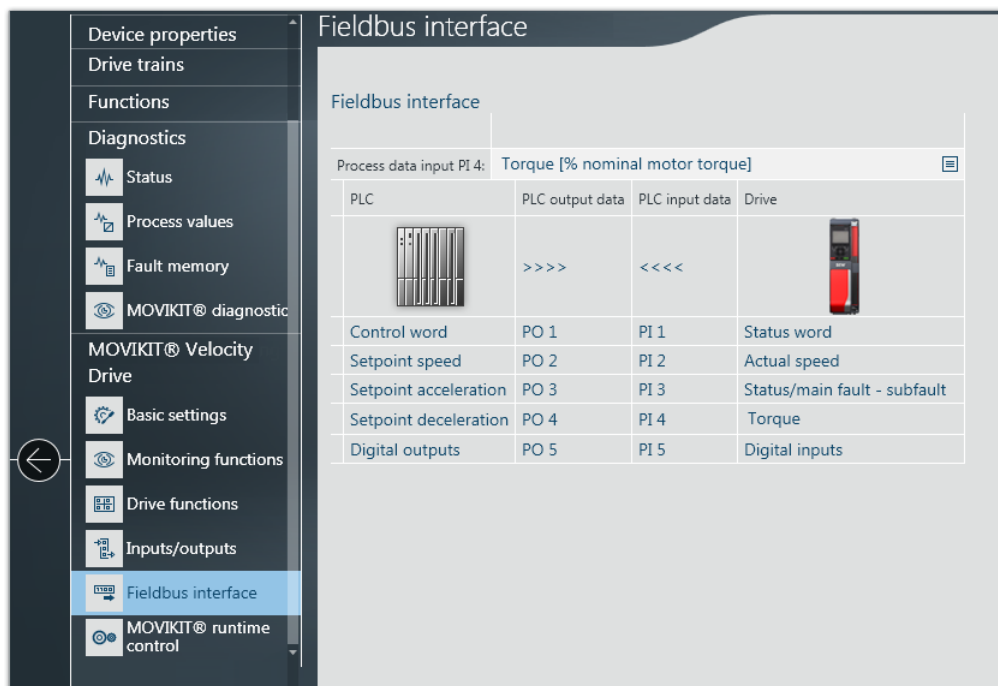 Device properties
Drive trains
Functions
Diagnostics
Status
Process values
Fault memory
MOVIKIT® diagnostic
MOVIKIT® Velocity
Drive
Basic settings
Monitoring functions
Drive functions
Inputs/outputs
Fieldbus interface
MOVIKIT® runtime
control
Fieldbus interface
Fieldbus interface
Process data input PI 4: Torque [% nominal motor torque]
PLC PLC output data PLC input data Drive
>>>> <<<<
Control word PO 1 PI 1 Status word
Setpoint speed PO 2 PI 2 Actual speed
Setpoint acceleration PO 3 PI 3 Status/main fault - subfault
Setpoint deceleration PO 4 PI 4 Torque
Digital outputs PO 5 PI 5 Digital inputs